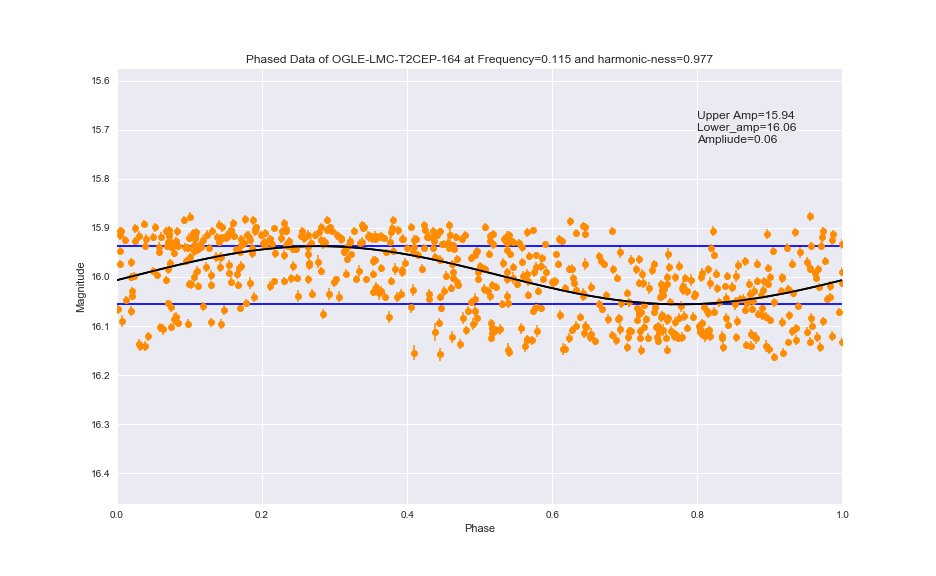 Phased Data of OGLE-LMC-T2CEP-164 at Frequency=0.115 and harmonic-ness=0.977
15.6
15.7
15.8
15.9
16.0
16.1
16.2
16.3
16.4
Magnitude
Upper Amp=15.94
Lower_amp=16.06
Ampliude=0.06
0.0
0.2
0.4
0.6
0.8
1.0
Phase